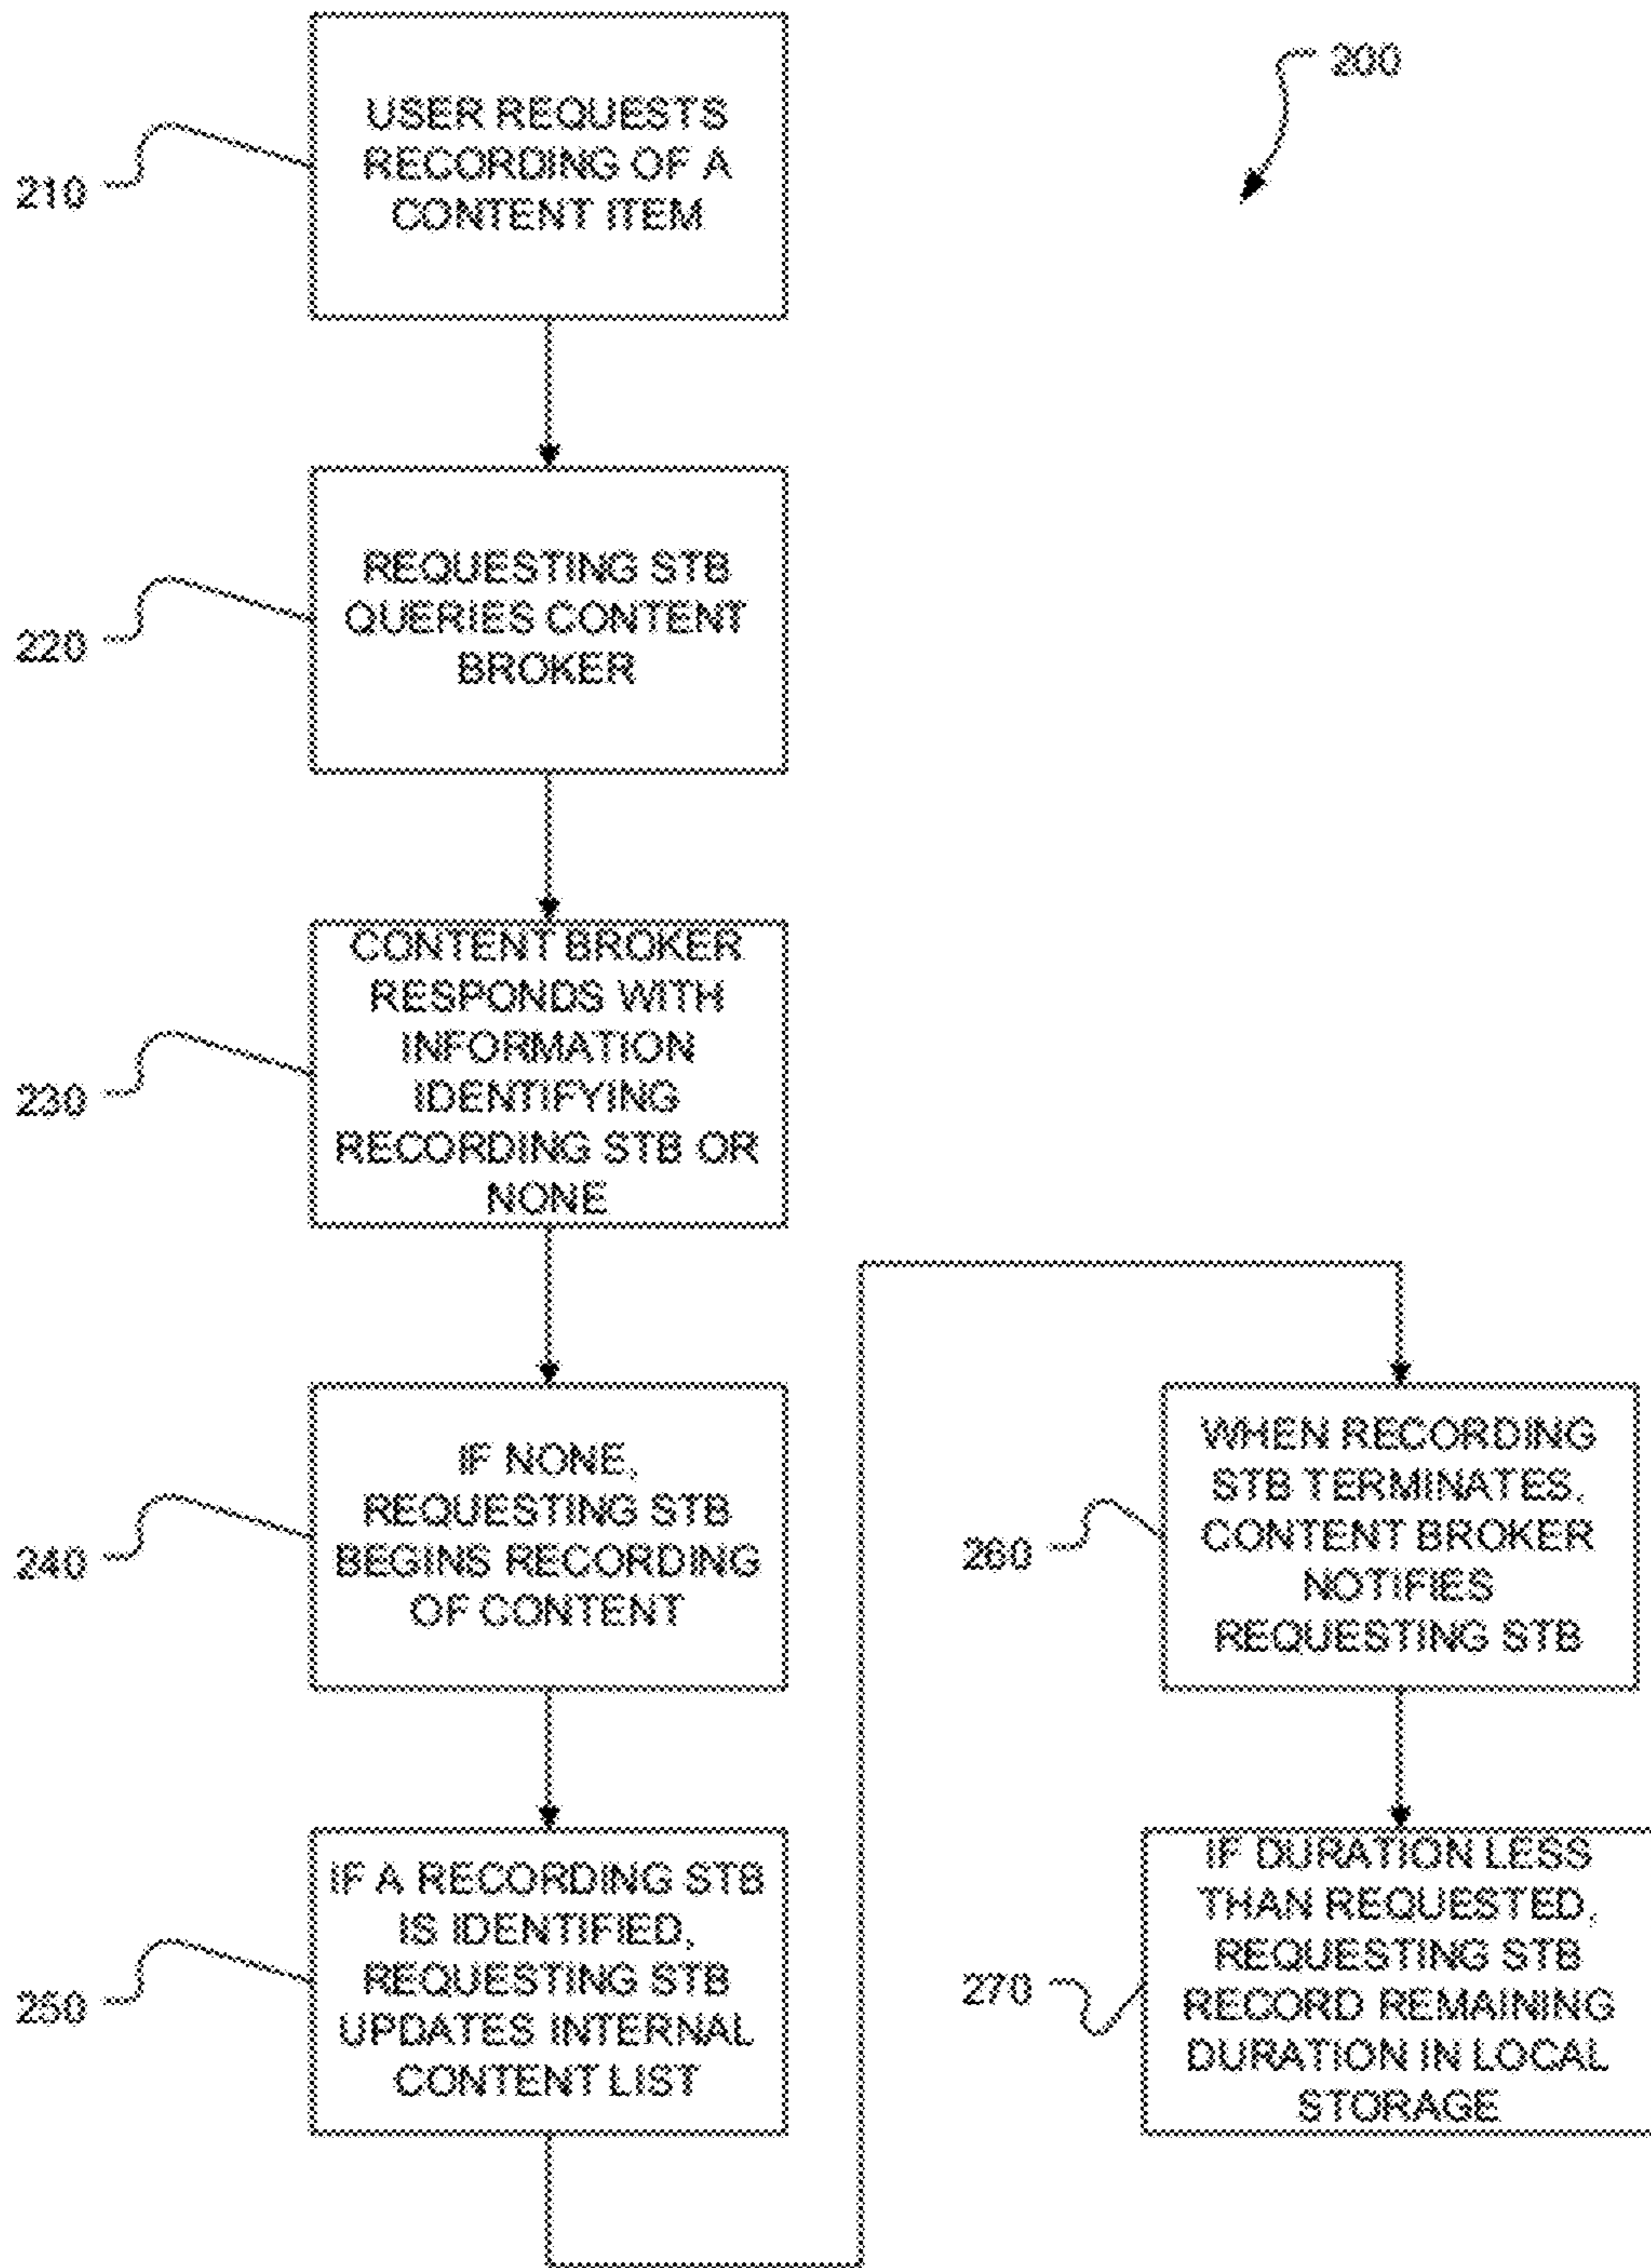 200
210
USER REQUESTS
RECORDING OF A
CONTENT ITEM
220
REQUESTING STB
QUERIES CONTENT
BROKER
230
CONTENT BROKER
RESPONDS WITH
INFORMATION
IDENTIFYING
RECORDING STB OR
NONE
240
IF NONE,
REQUESTING STB
BEGINS RECORDING
OF CONTENT
250
IF A RECORDING STB
IS IDENTIFIED,
REQUESTING STB
UPDATES INTERNAL
CONTENT LIST
260
WHEN RECORDING
STB TERMINATES,
CONTENT BROKER
NOTIFIES
REQUESTING STB
270
IF DURATION LESS
THAN REQUESTED,
REQUESTING STB
RECORD REMAINING
DURATION IN LOCAL
STORAGE